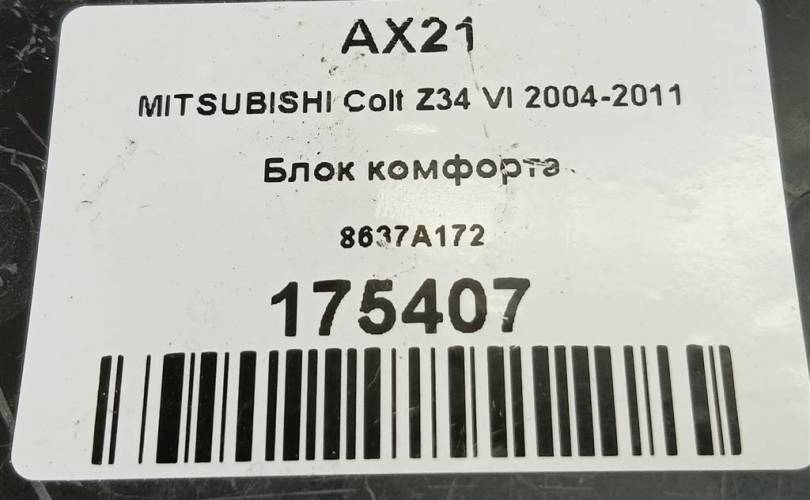 AX21
MITSUBISHI Colt Z34 VI 2004-2011
Блок комфорта
8637A172
175407